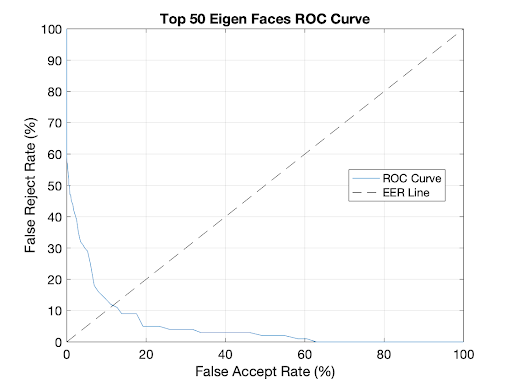 Top 50 Eigen Faces ROC Curve
100
90
80
70
60
50
40
30
20
10
0
False Reject Rate (%)
ROC Curve
EER Line
0 20 40 60 80 100
False Accept Rate (%)